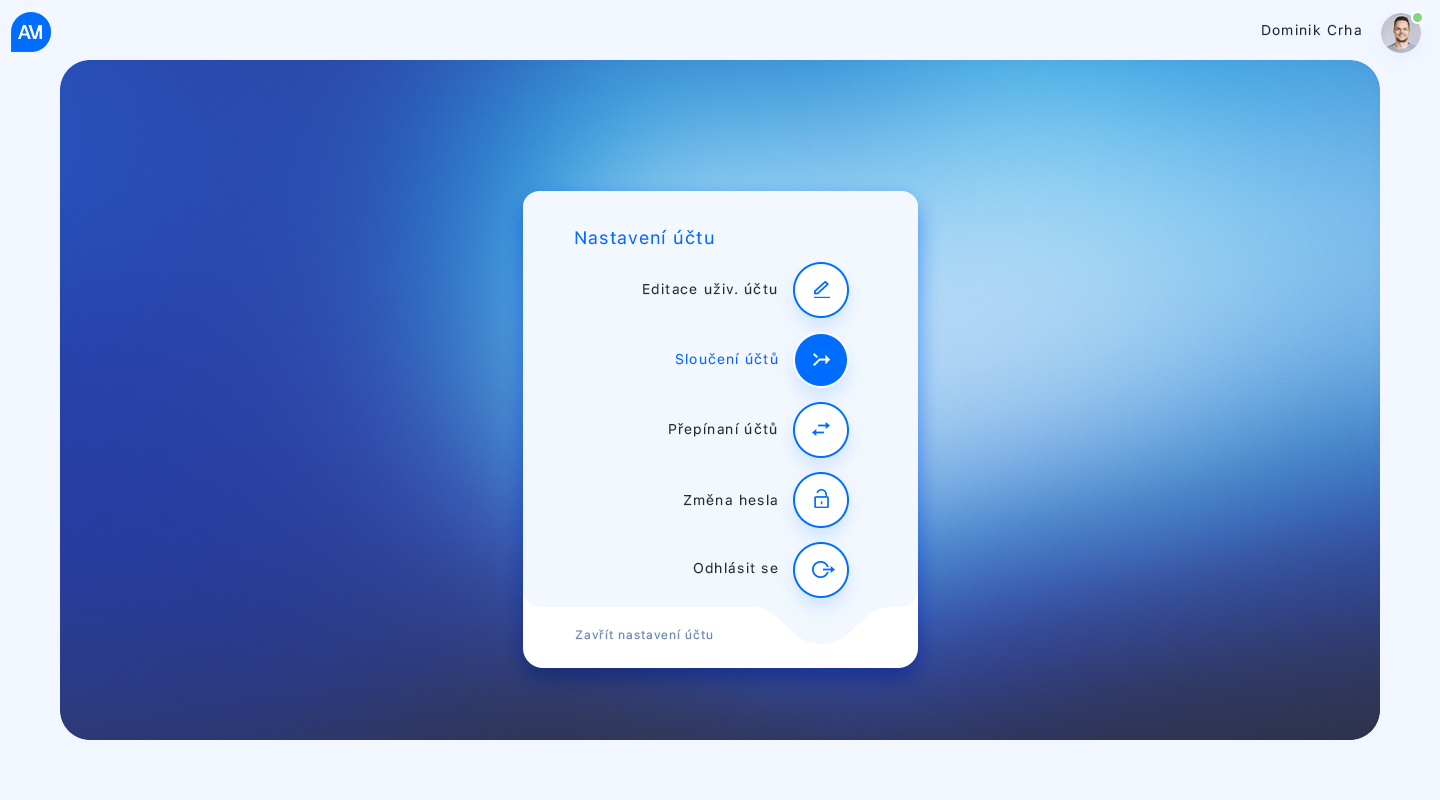 AM
Dominik Crha
Nastavení účtu
Editace uživ. účtu
Sloučení účtů
Přepínaní účtů
Změna hesla
Odhlásit se
Zavřít nastavení účtu